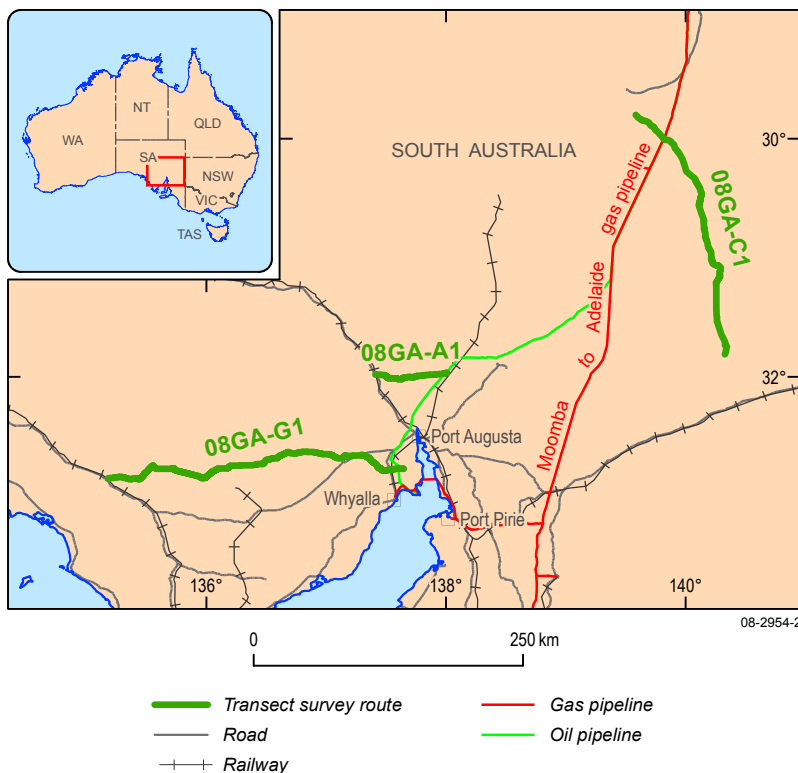 NT
WA
QLD
SA
NSW
VIC
TAS
SOUTH AUSTRALIA
30°
08GA-C1
Moomba to Adelaide gas pipeline
08GA-A1
32°
08GA-G1
Port Augusta
Whyalla
Port Pirie
136°
138°
140°
08-2954-2
0
250 km
Transect survey route
Gas pipeline
Road
Oil pipeline
Railway